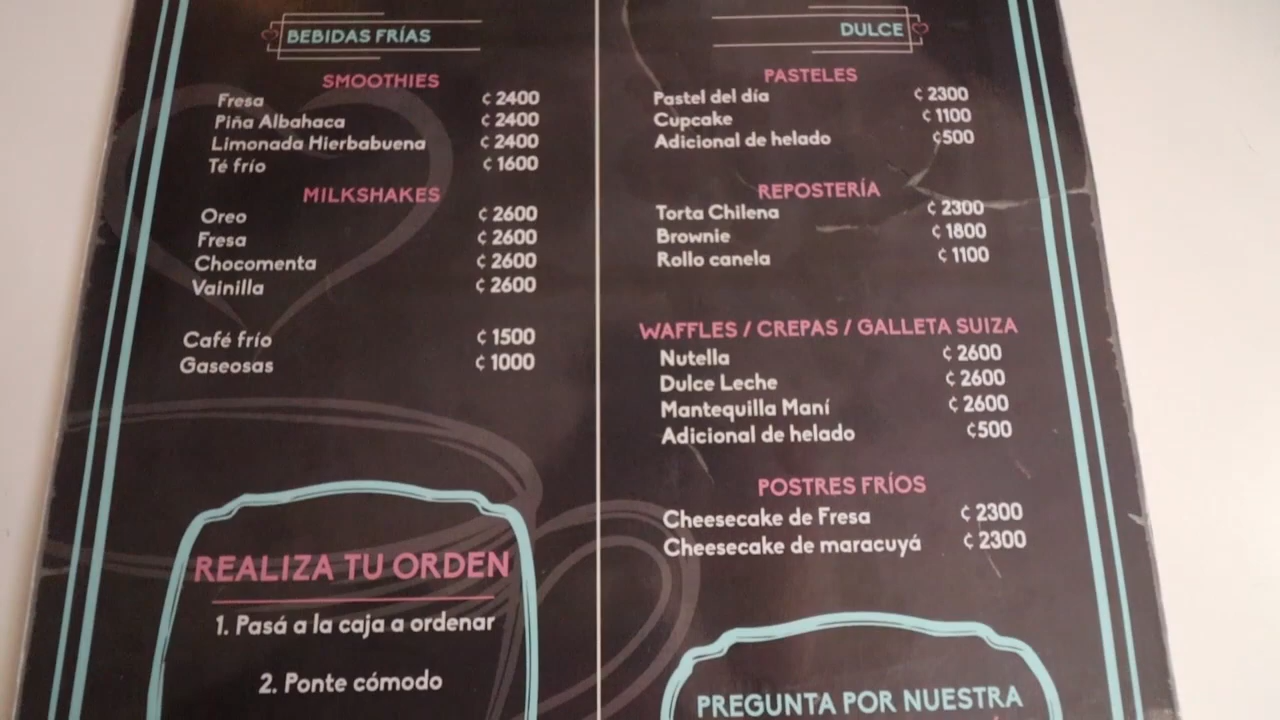 BEBIDAS FRÍAS
SMOOTHIES
Fresa ¢ 2400
Piña Albahaca ¢ 2400
Limonada Hierbabuena ¢ 2400
Té frío ¢ 1600
MILKSHAKES
Oreo ¢ 2600
Fresa ¢ 2600
Chocomenta ¢ 2600
Vainilla ¢ 2600
Café frío ¢ 1500
Gaseosas ¢ 1000
REALIZA TU ORDEN
1. Pasá a la caja a ordenar
2. Ponte cómodo
DULCE
PASTELES
Pastel del día ¢ 2300
Cupcake ¢ 1100
Adicional de helado ¢500
REPOSTERÍA
Torta Chilena ¢ 2300
Brownie ¢ 1800
Rollo canela ¢ 1100
WAFFLES / CREPAS / GALLETA SUIZA
Nutella ¢ 2600
Dulce Leche ¢ 2600
Mantequilla Maní ¢ 2600
Adicional de helado ¢500
POSTRES FRÍOS
Cheesecake de Fresa ¢ 2300
Cheesecake de maracuyá ¢ 2300
PREGUNTA POR NUESTRA